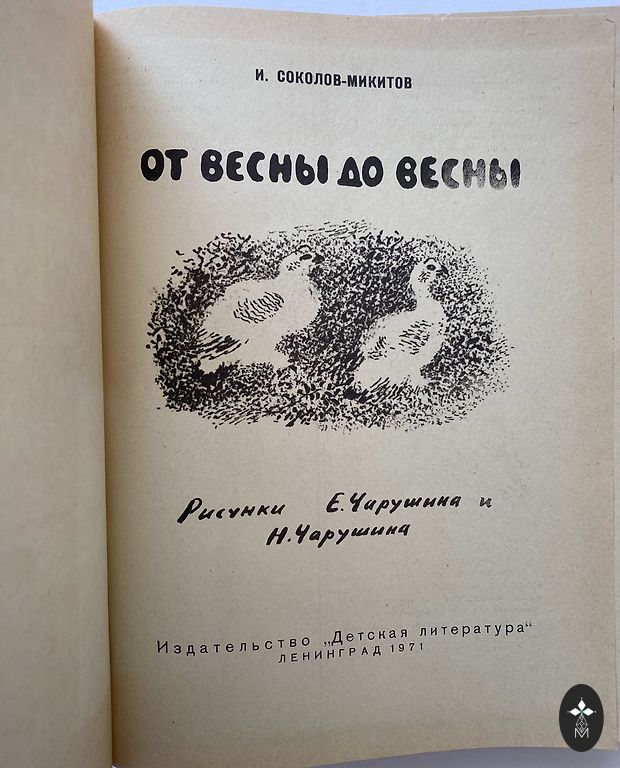 И. СОКОЛОВ-МИКИТОВ
ОТ ВЕСНЫ ДО ВЕСНЫ
Рисунки Е. Чарушина и
Н. Чарушина
Издательство „Детская литература“
ЛЕНИНГРАД 1971
M